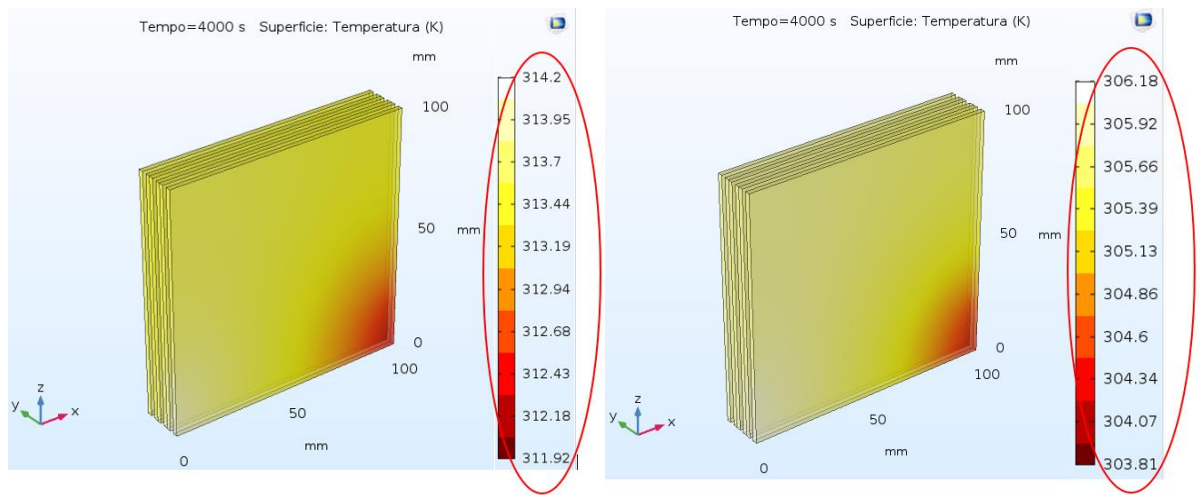 Tempo=4000 s   Superficie: Temperatura (K)
mm
314.2
100
313.95
313.7
313.44
50
mm
313.19
312.94
312.68
0
100
312.43
z
y
x
50
312.18
mm
311.92
0
Tempo=4000 s   Superficie: Temperatura (K)
mm
306.18
100
305.92
305.66
305.39
50
mm
305.13
304.86
304.6
0
100
304.34
z
y
x
50
304.07
mm
303.81
0